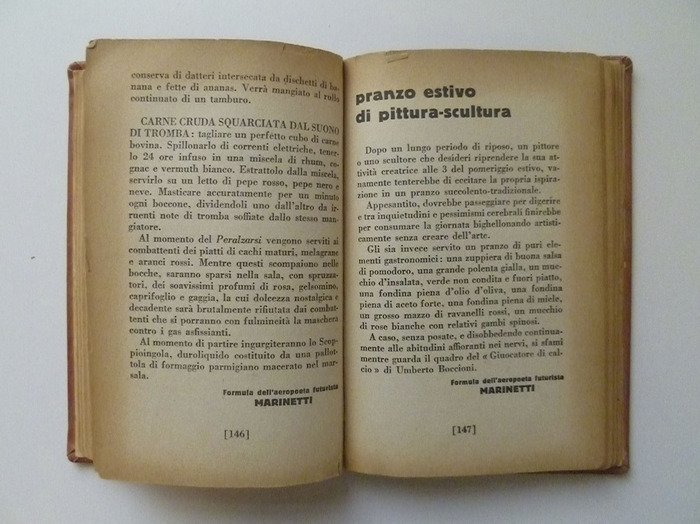 conserva di datteri intersecata da dischetti di ba-
nana e fette di ananas. Verrà mangiato al rullo
continuato di un tamburo.
CARNE CRUDA SQUARCIATA DAL SUONO
DI TROMBA: tagliare un perfetto cubo di carne
bovina. Spillonarlo di correnti elettriche, tener-
lo 24 ore infuso in una miscela di rhum, co-
gnac e vermuth bianco. Estrattolo dalla miscela,
servirlo su un letto di pepe rosso, pepe nero e
neve. Masticare accuratamente per un minuto
ogni boccone, dividendoli uno dall'altro da ir-
ruenti note di tromba soffiate dallo stesso man-
giatore.
Al momento del Peralzarsi vengono serviti ai
combattenti dei piatti di cachi maturi, melagrane
e aranci rossi. Mentre questi scompaiono nelle
bocche, saranno sparsi nella sala, con spruzza-
tori, dei soavissimi profumi di rosa, gelsomino,
caprifoglio e gaggia, la cui dolcezza nostalgica e
decadente sarà brutalmente rifiutata dai combat-
tenti che si porranno con fulmineità la maschera
contro i gas asfissianti.
Al momento di partire ingurgiteranno lo Scop-
pioingola, duroliquido costituito da una pallot-
tola di formaggio parmigiano macerato nel mar-
sala.
Formula dell'aeropoeta futurista
MARINETTI
[146]
pranzo estivo
di pittura-scultura
Dopo un lungo periodo di riposo, un pittore
o uno scultore che desideri riprendere la sua at-
tività creatrice alle 3 del pomeriggio estivo, va-
namente tenterebbe di eccitare la propria ispira-
zione in un pranzo succolento-tradizionale.
Appesantito, dovrebbe passeggiare per digerire
e tra inquietudini e pessimismi cerebrali finirebbe
per consumare la giornata bighellonando artisti-
camente senza creare dell'arte.
Gli sia invece servito un pranzo di puri ele-
menti gastronomici: una zuppiera di buona salsa
di pomodoro, una grande polenta gialla, un muc-
chio d'insalata, verde non condita e fuori piatto,
una fondina piena d'olio d'oliva, una fondina
piena di aceto forte, una fondina piena di miele,
un grosso mazzo di ravanelli rossi, un mucchio
di rose bianche con relativi gambi spinosi.
A caso, senza posate, e disobbedendo continua-
mente alle abitudini affioranti nei nervi, si sfami
mentre guarda il quadro del « Giuocatore di cal-
cio » di Umberto Boccioni.
Formula dell'aeropoeta futurista
MARINETTI
[147]